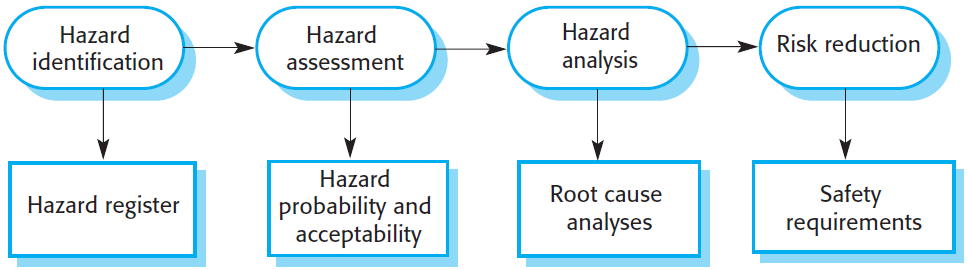 Hazard
identification
Hazard
assessment
Hazard
analysis
Risk reduction
Hazard register
Hazard
probability and
acceptability
Root cause
analyses
Safety
requirements